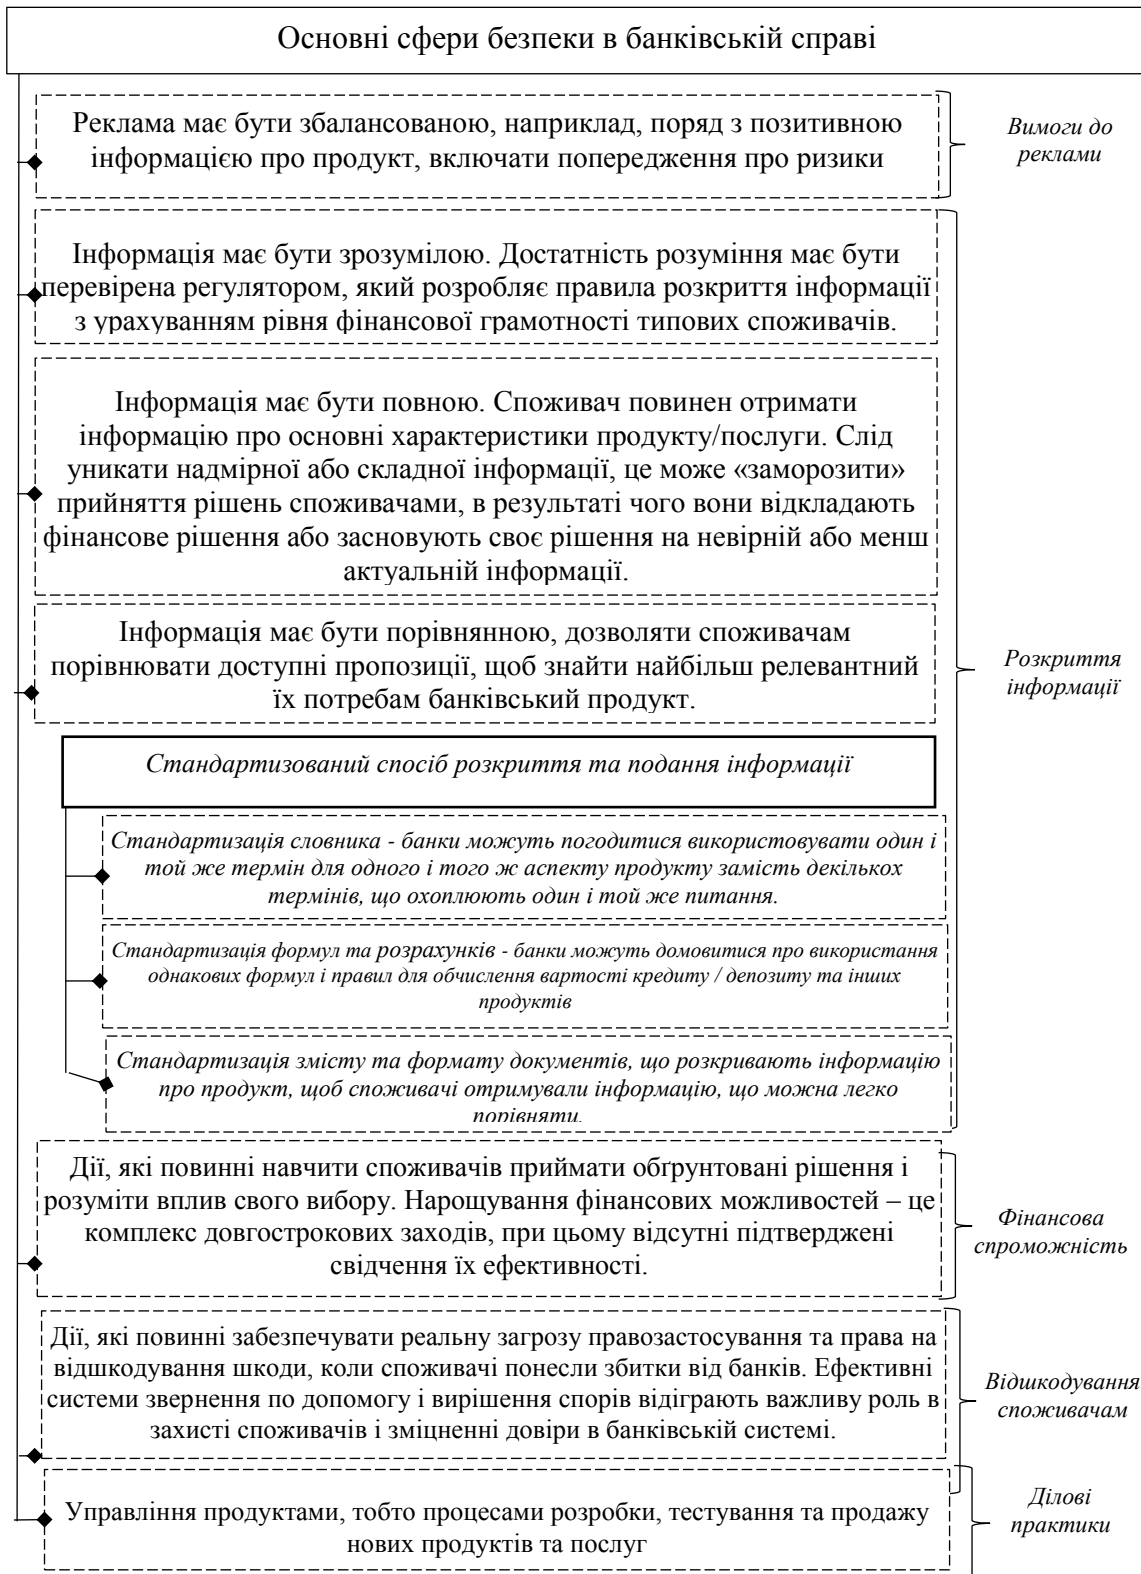 Основні сфери безпеки в банківській справі
Реклама має бути збалансованою, наприклад, поряд з позитивною
інформацією про продукт, включати попередження про ризики
Вимоги до
реклами
Інформація має бути зрозумілою. Достатність розуміння має бути
перевірена регулятором, який розробляє правила розкриття інформації
з урахуванням рівня фінансової грамотності типових споживачів.
Інформація має бути повною. Споживач повинен отримати
інформацію про основні характеристики продукту/послуги. Слід
уникати надмірної або складної інформації, це може «заморозити»
прийняття рішень споживачами, в результаті чого вони відкладають
фінансове рішення або засновують своє рішення на невірній або менш
актуальній інформації.
Інформація має бути порівнянною, дозволяти споживачам
порівнювати доступні пропозиції, щоб знайти найбільш релевантний
їх потребам банківський продукт.
Розкриття
інформації
Стандартизований спосіб розкриття та подання інформації
Стандартизація словника - банки можуть погодитися використовувати один і
той же термін для одного і того ж аспекту продукту замість декількох
термінів, що охоплюють один і той же питання.
Стандартизація формул та розрахунків - банки можуть домовитися про використання
однакових формул і правил для обчислення вартості кредиту / депозиту та інших
продуктів
Стандартизація змісту та формату документів, що розкривають інформацію
про продукт, щоб споживачі отримували інформацію, що можна легко
порівняти.
Дії, які повинні навчити споживачів приймати обґрунтовані рішення і
розуміти вплив свого вибору. Нарощування фінансових можливостей – це
комплекс довгострокових заходів, при цьому відсутні підтверджені
свідчення їх ефективності.
Фінансова
спроможність
Дії, які повинні забезпечувати реальну загрозу правозастосування та права на
відшкодування шкоди, коли споживачі понесли збитки від банків. Ефективні
системи звернення по допомогу і вирішення спорів відіграють важливу роль в
захисті споживачів і зміцненні довіри в банківській системі.
Відшкодування
споживачам
Управління продуктами, тобто процесами розробки, тестування та продажу
нових продуктів та послуг
Ділові
практики